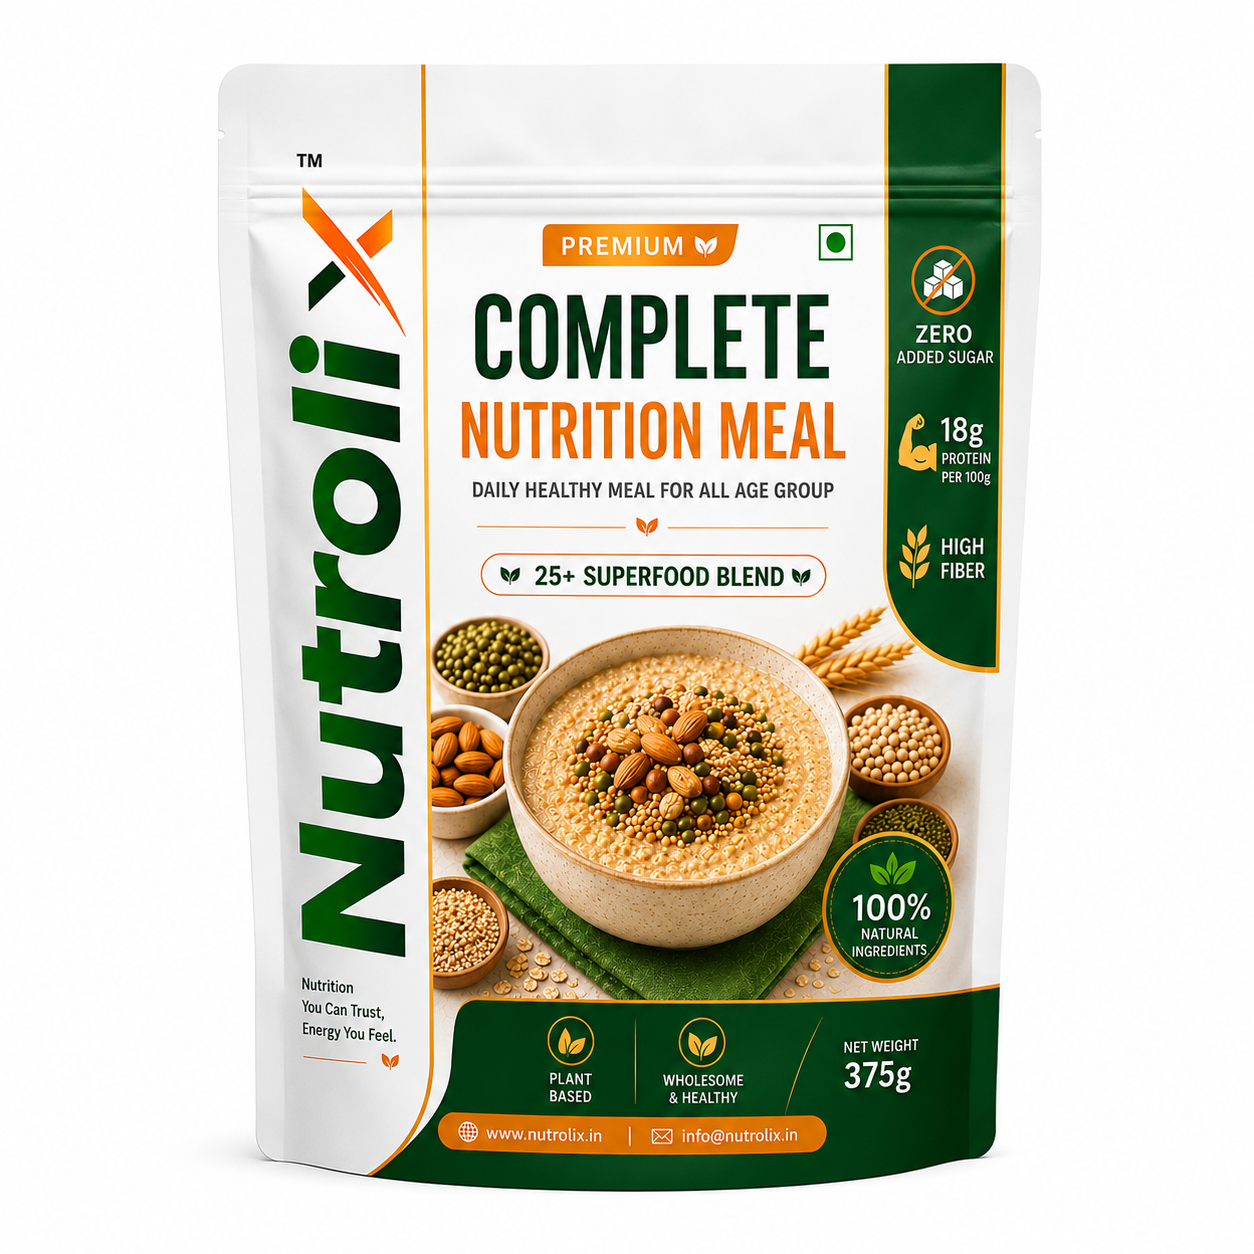 TM
Nutrolix
Nutrition
You Can Trust,
Energy You Feel.
PREMIUM
COMPLETE
NUTRITION MEAL
DAILY HEALTHY MEAL FOR ALL AGE GROUP
25+ SUPERFOOD BLEND
ZERO
ADDED SUGAR
18g
PROTEIN
PER 100g
HIGH
FIBER
100%
NATURAL
INGREDIENTS
PLANT
BASED
WHOLESOME
& HEALTHY
NET WEIGHT
375g
www.nutrolix.in | info@nutrolix.in